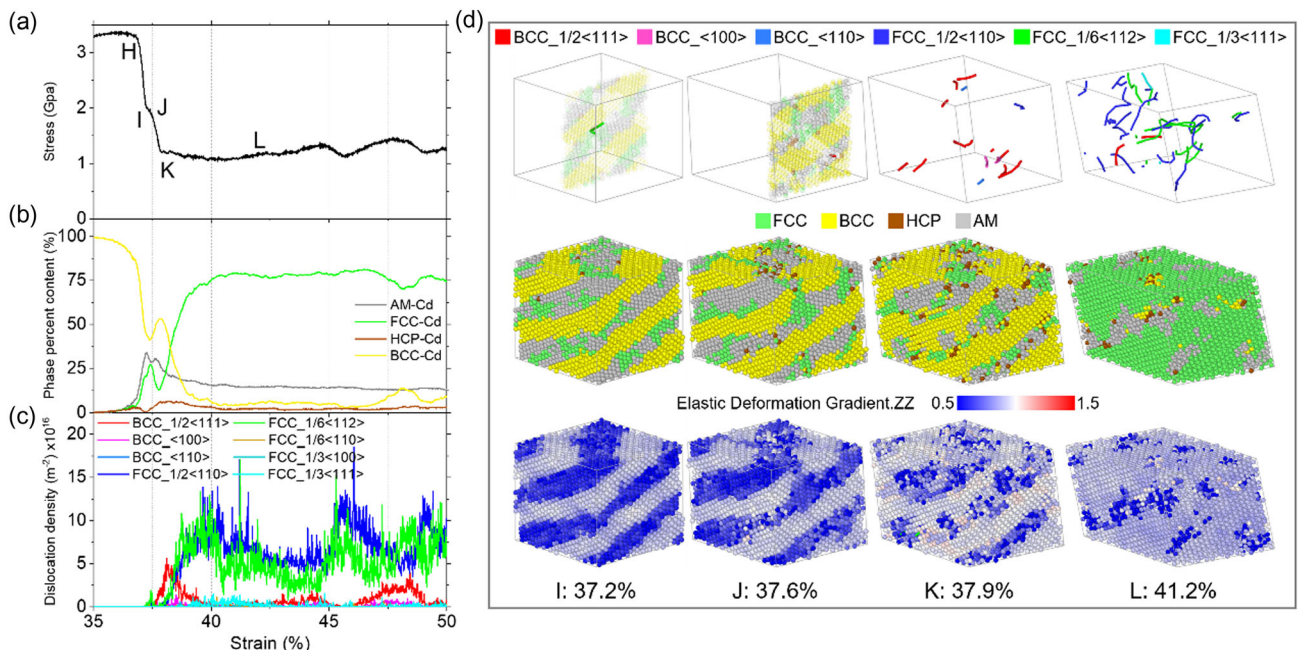 (a)
Stress (Gpa)
3
2
1
0
H
I
J
K
L
(b)
Phase percent content (%)
100
75
50
25
0
AM-Cd
FCC-Cd
HCP-Cd
BCC-Cd
(c)
Dislocation density (m⁻²) x10¹⁶
20
15
10
5
0
BCC_1/2<111> FCC_1/6<112>
BCC_<100> FCC_1/6<110>
BCC_<110> FCC_1/3<100>
FCC_1/2<110> FCC_1/3<111>
35 40 45 50
Strain (%)
(d)
BCC_1/2<111> BCC_<100> BCC_<110> FCC_1/2<110> FCC_1/6<112> FCC_1/3<111>
FCC BCC HCP AM
Elastic Deformation Gradient.ZZ 0.5 1.5
I: 37.2% J: 37.6% K: 37.9% L: 41.2%